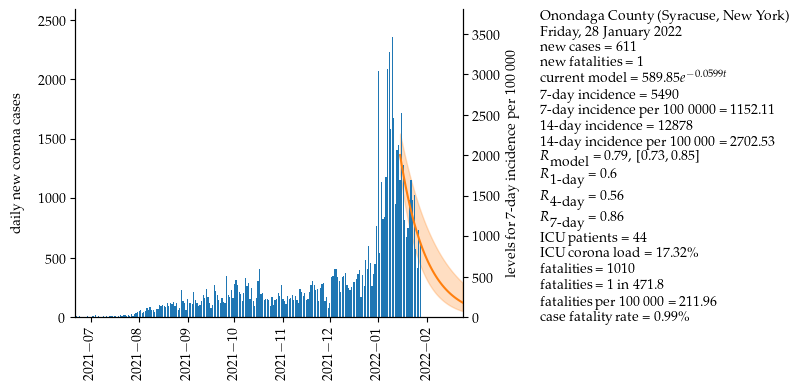 daily new corona cases
2500
2000
1500
1000
500
0
2021−07
2021−08
2021−09
2021−10
2021−11
2021−12
2022−01
2022−02
3500
3000
2500
2000
1500
1000
500
0
levels for 7-day incidence per 100 000
Onondaga County (Syracuse, New York)
Friday, 28 January 2022
new cases = 611
new fatalities = 1
current model = 589.85e^{−0.0599t}
7-day incidence = 5490
7-day incidence per 100 0000 = 1152.11
14-day incidence = 12878
14-day incidence per 100 000 = 2702.53
R_model = 0.79, [0.73, 0.85]
R_1-day = 0.6
R_4-day = 0.56
R_7-day = 0.86
ICU patients = 44
ICU corona load = 17.32%
fatalities = 1010
fatalities = 1 in 471.8
fatalities per 100 000 = 211.96
case fatality rate = 0.99%